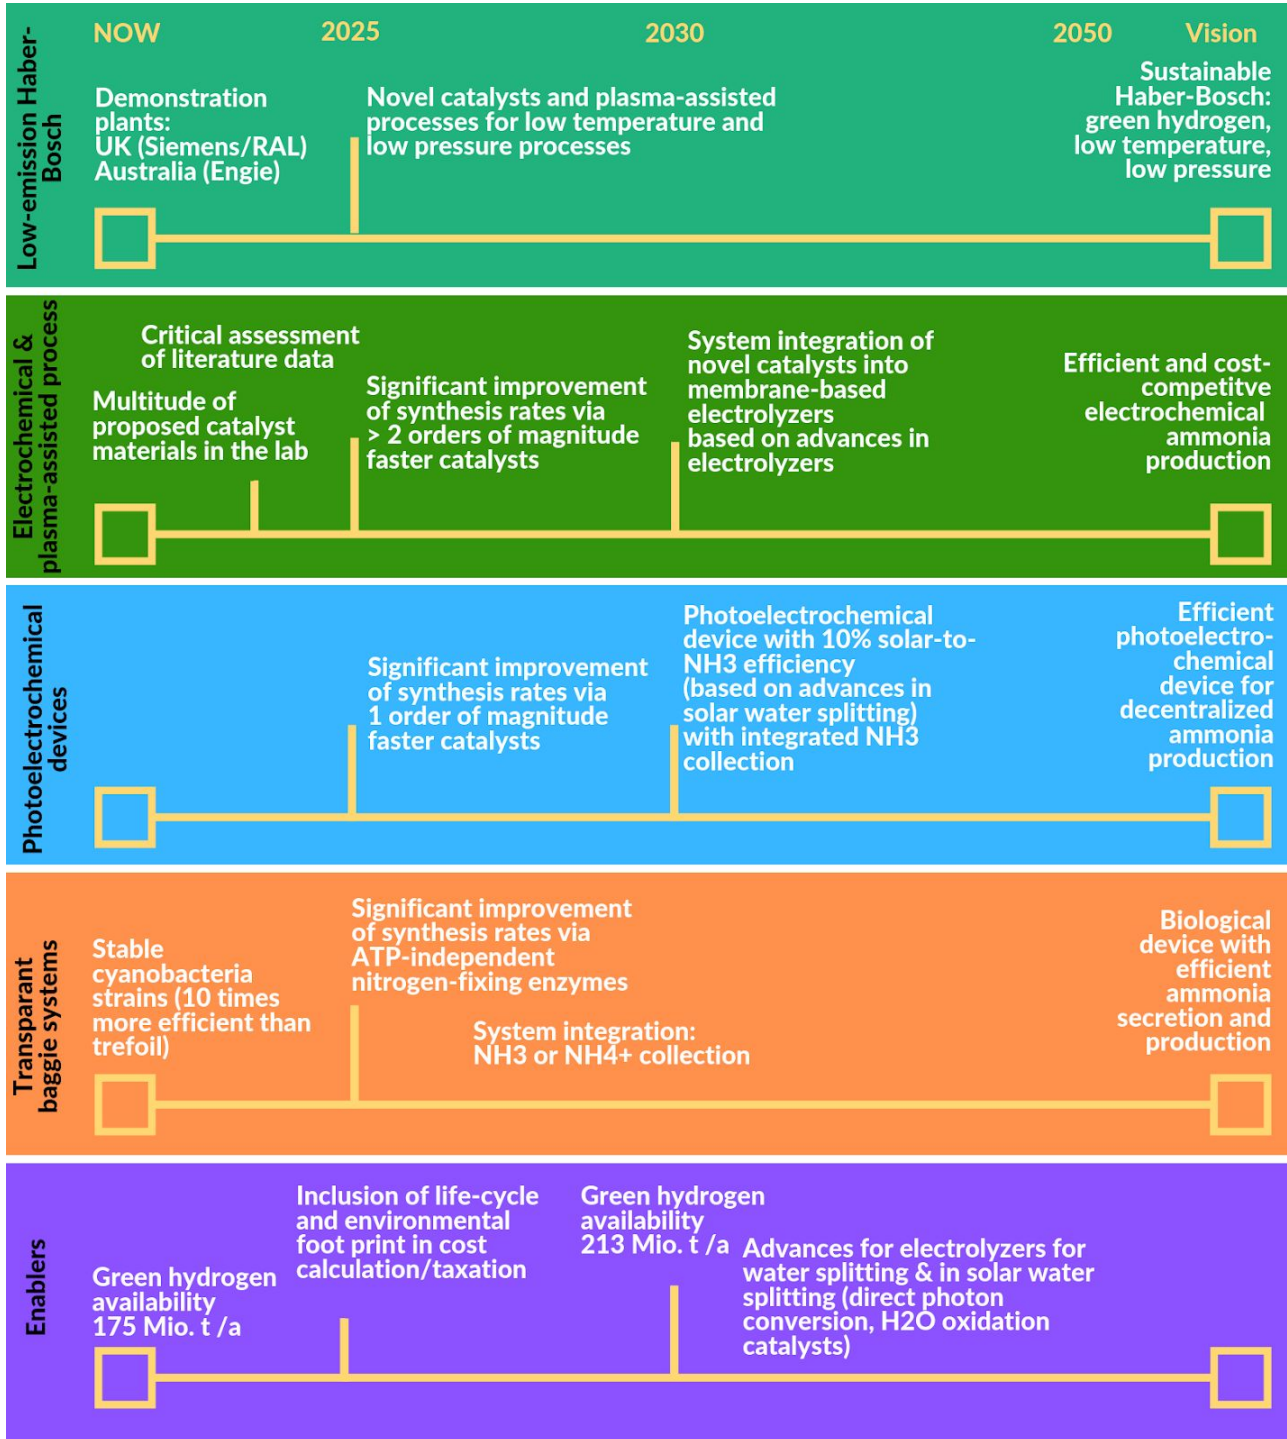 NOW
2025
2030
2050
Vision
Low-emission Haber-
Bosch
Demonstration
plants:
UK (Siemens/RAL)
Australia (Engie)
Novel catalysts and plasma-assisted
processes for low temperature and
low pressure processes
Sustainable
Haber-Bosch:
green hydrogen,
low temperature,
low pressure
Electrochemical &
plasma-assisted process
Critical assessment
of literature data
Multitude of
proposed catalyst
materials in the lab
Significant improvement
of synthesis rates via
> 2 orders of magnitude
faster catalysts
System integration of
novel catalysts into
membrane-based
electrolyzers
based on advances in
electrolyzers
Efficient and cost-
competitve
electrochemical
ammonia
production
Photoelectrochemical
devices
Significant improvement
of synthesis rates via
1 order of magnitude
faster catalysts
Photoelectrochemical
device with 10% solar-to-
NH3 efficiency
(based on advances in
solar water splitting)
with integrated NH3
collection
Efficient
photoelectro-
chemical
device for
decentralized
ammonia
production
Transparant
baggie systems
Stable
cyanobacteria
strains (10 times
more efficient than
trefoil)
Significant improvement
of synthesis rates via
ATP-independent
nitrogen-fixing enzymes
System integration:
NH3 or NH4+ collection
Biological
device with
efficient
ammonia
secretion and
production
Enablers
Green hydrogen
availability
175 Mio. t /a
Inclusion of life-cycle
and environmental
foot print in cost
calculation/taxation
Green hydrogen
availability
213 Mio. t /a
Advances for electrolyzers for
water splitting & in solar water
splitting (direct photon
conversion, H2O oxidation
catalysts)